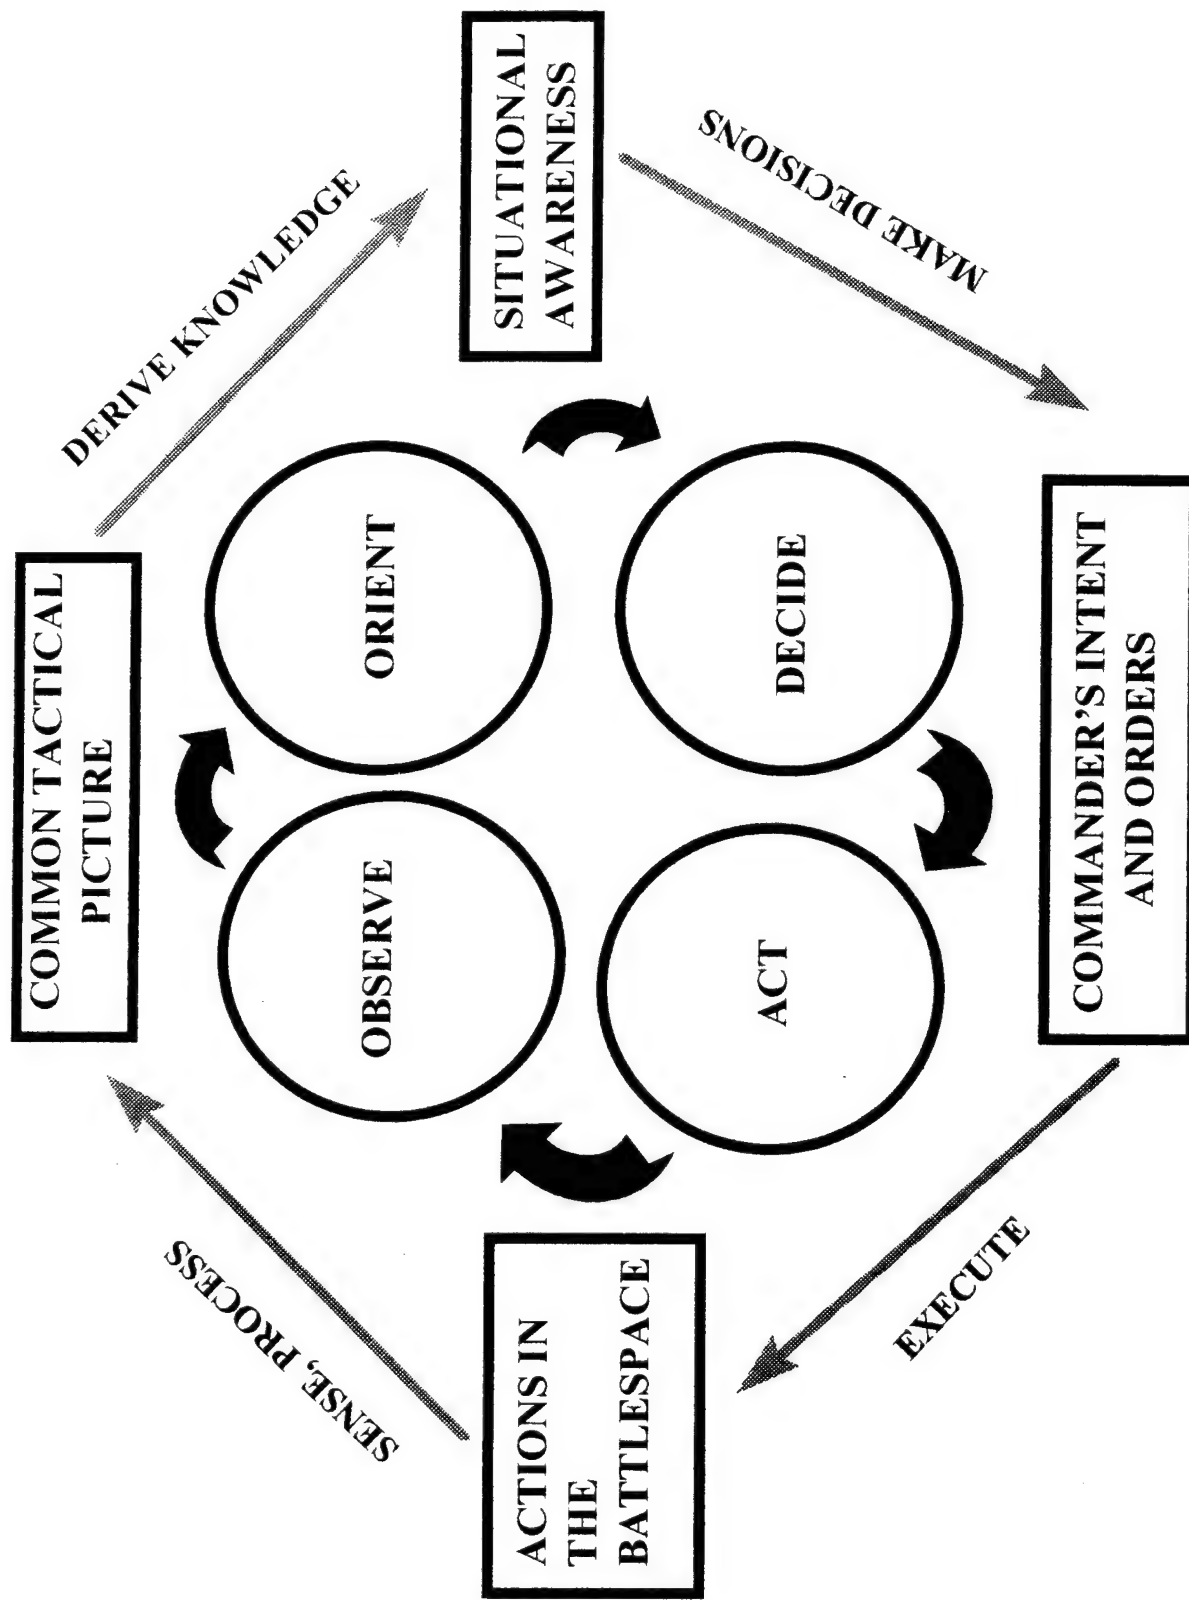 COMMON TACTICAL
PICTURE
DERIVE KNOWLEDGE
SITUATIONAL
AWARENESS
MAKE DECISIONS
COMMANDER'S INTENT
AND ORDERS
EXECUTE
ACTIONS IN
THE
BATTLESPACE
SENSE, PROCESS
OBSERVE
ORIENT
DECIDE
ACT